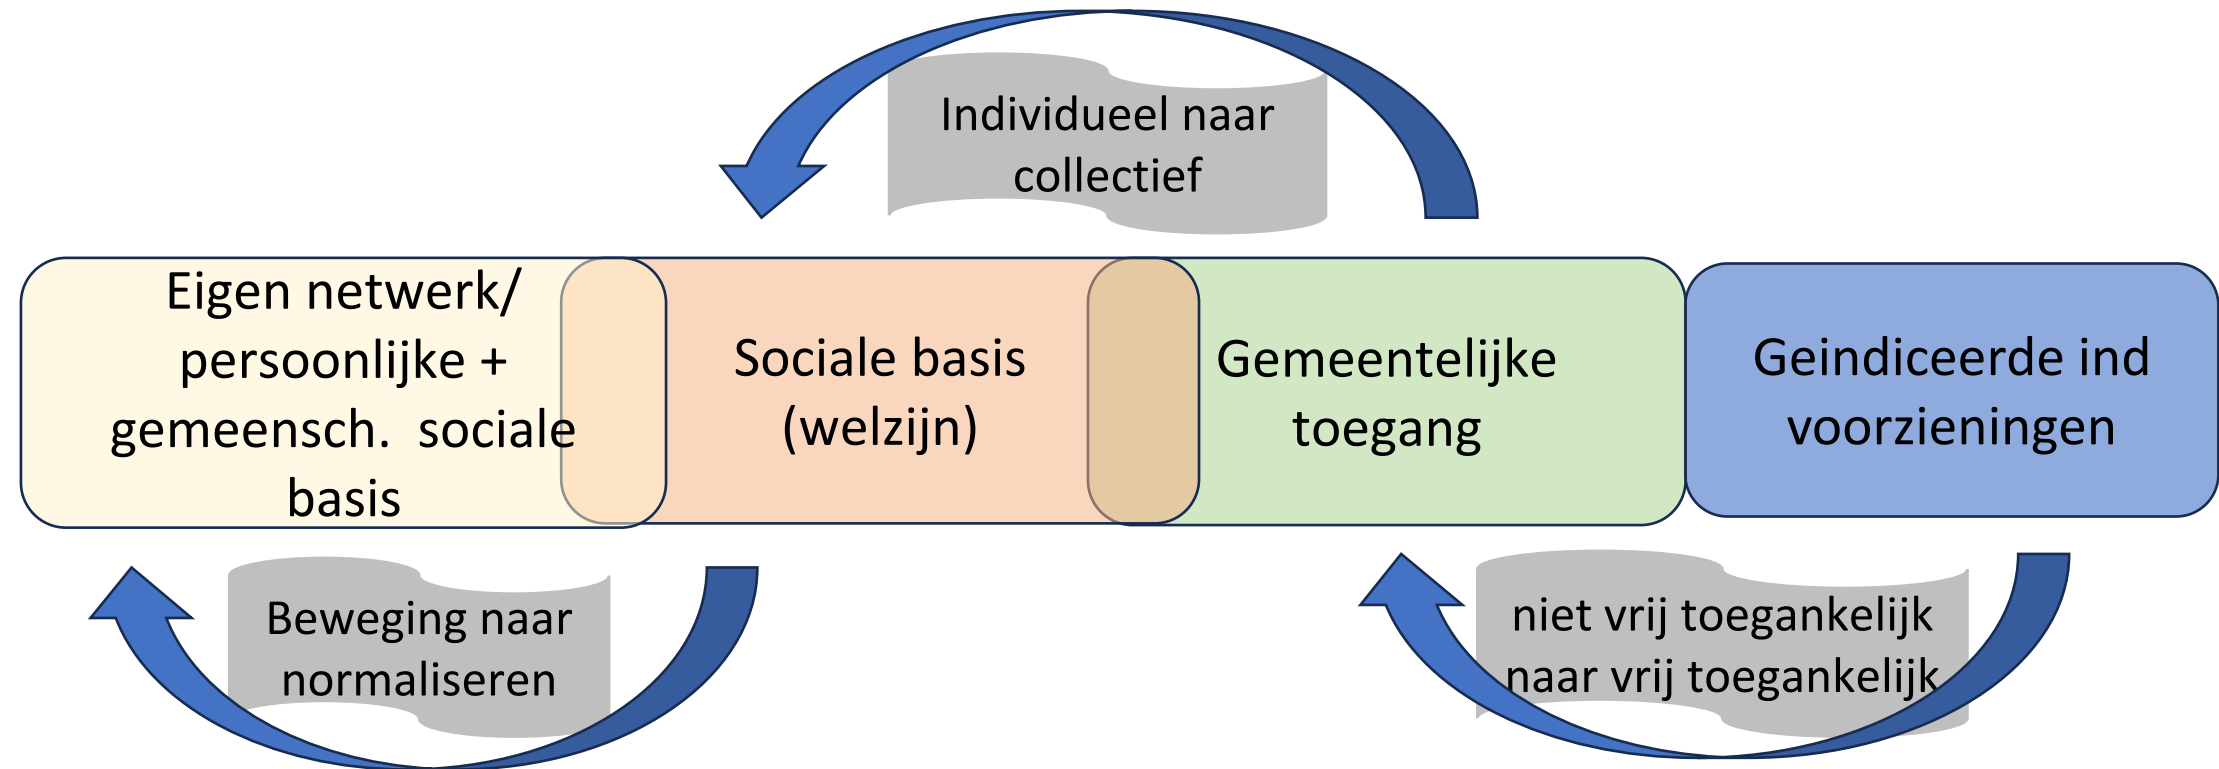 Individueel naar
collectief
Eigen netwerk/
persoonlijke +
gemeensch.  sociale
basis
Sociale basis
(welzijn)
Gemeentelijke
toegang
Geindiceerde ind
voorzieningen
Beweging naar
normaliseren
niet vrij toegankelijk
naar vrij toegankelijk